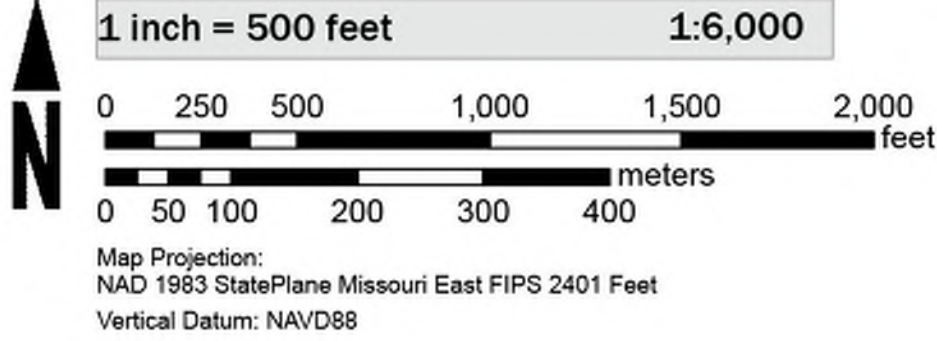 1 inch = 500 feet 1:6,000
N
0 250 500 1,000 1,500 2,000
feet
meters
0 50 100 200 300 400
Map Projection:
NAD 1983 StatePlane Missouri East FIPS 2401 Feet
Vertical Datum: NAVD88